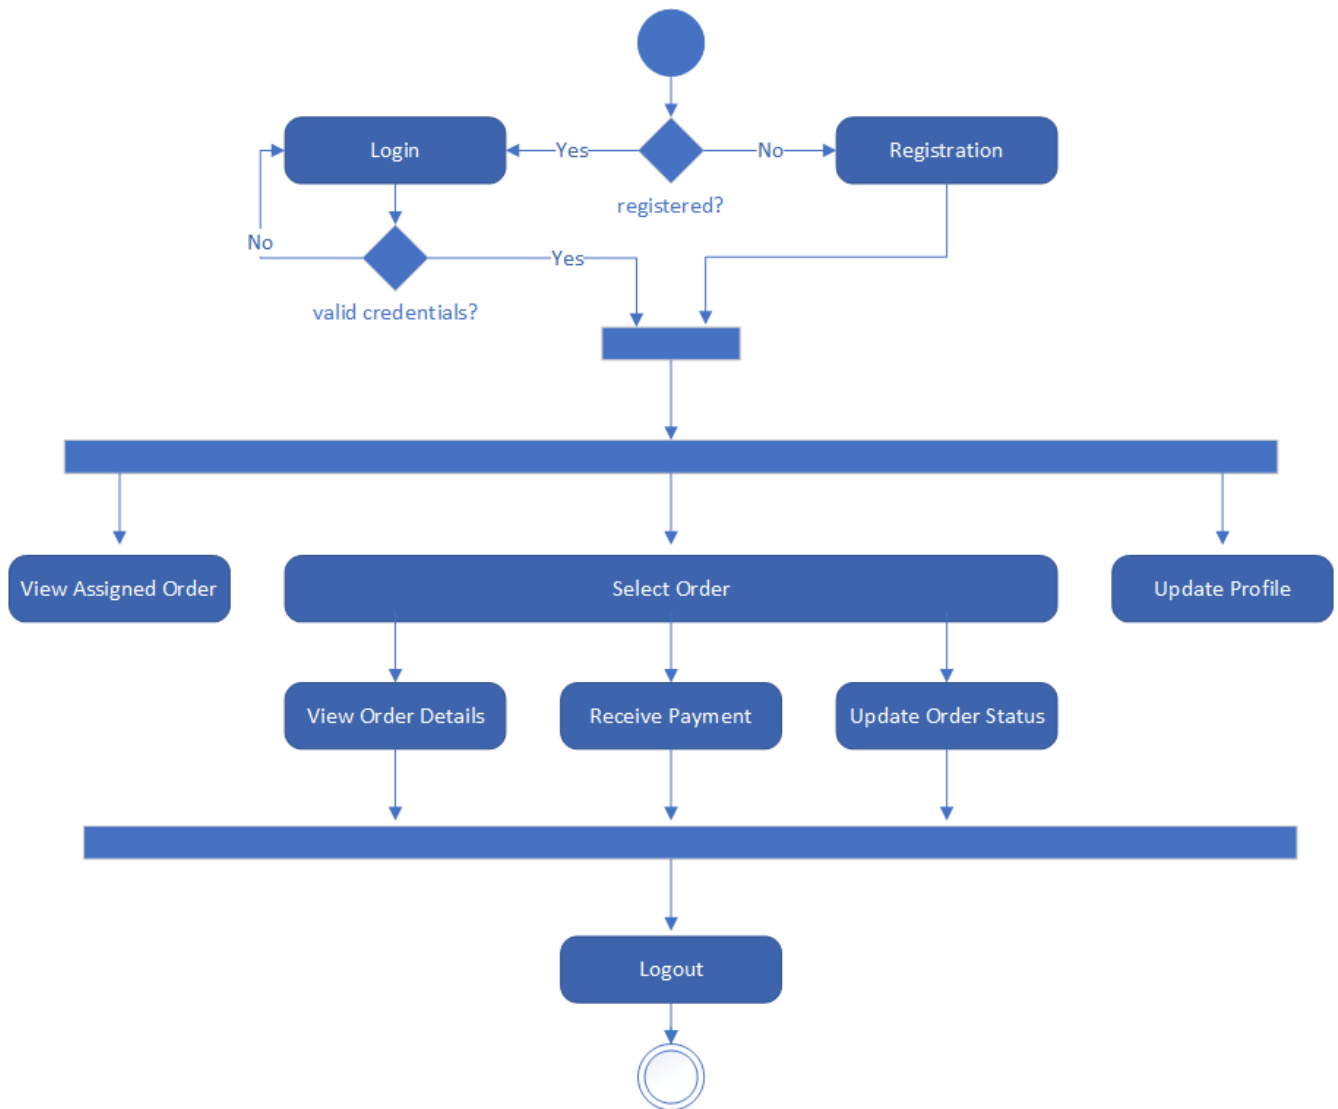 Login
Yes
No
Registration
registered?
No
Yes
valid credentials?
View Assigned Order
Select Order
Update Profile
View Order Details
Receive Payment
Update Order Status
Logout